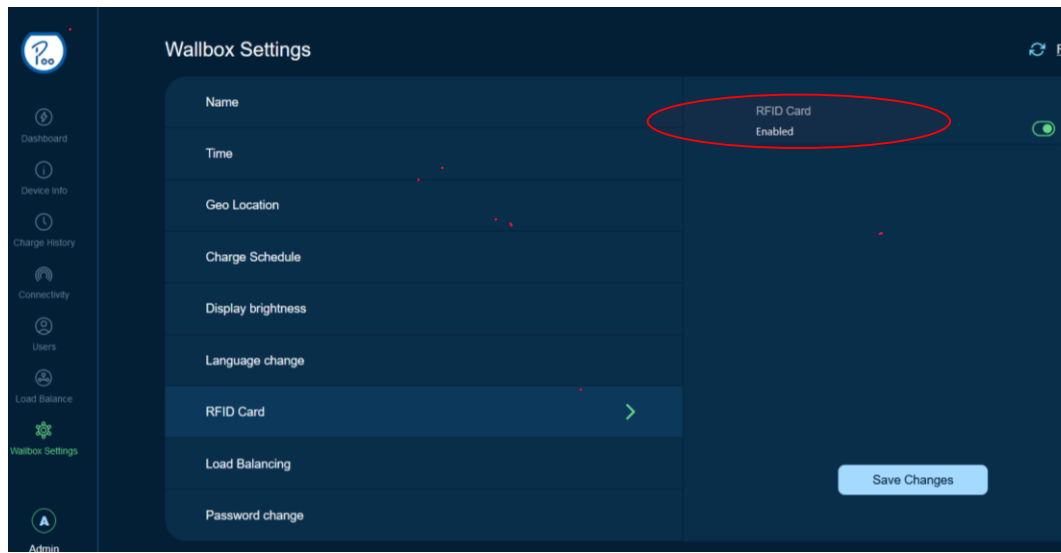 Poo
Wallbox Settings
Dashboard
Device Info
Charge History
Connectivity
Users
Load Balance
Wallbox Settings
A
Admin
Name
Time
Geo Location
Charge Schedule
Display brightness
Language change
RFID Card
Load Balancing
Password change
RFID Card
Enabled
Save Changes